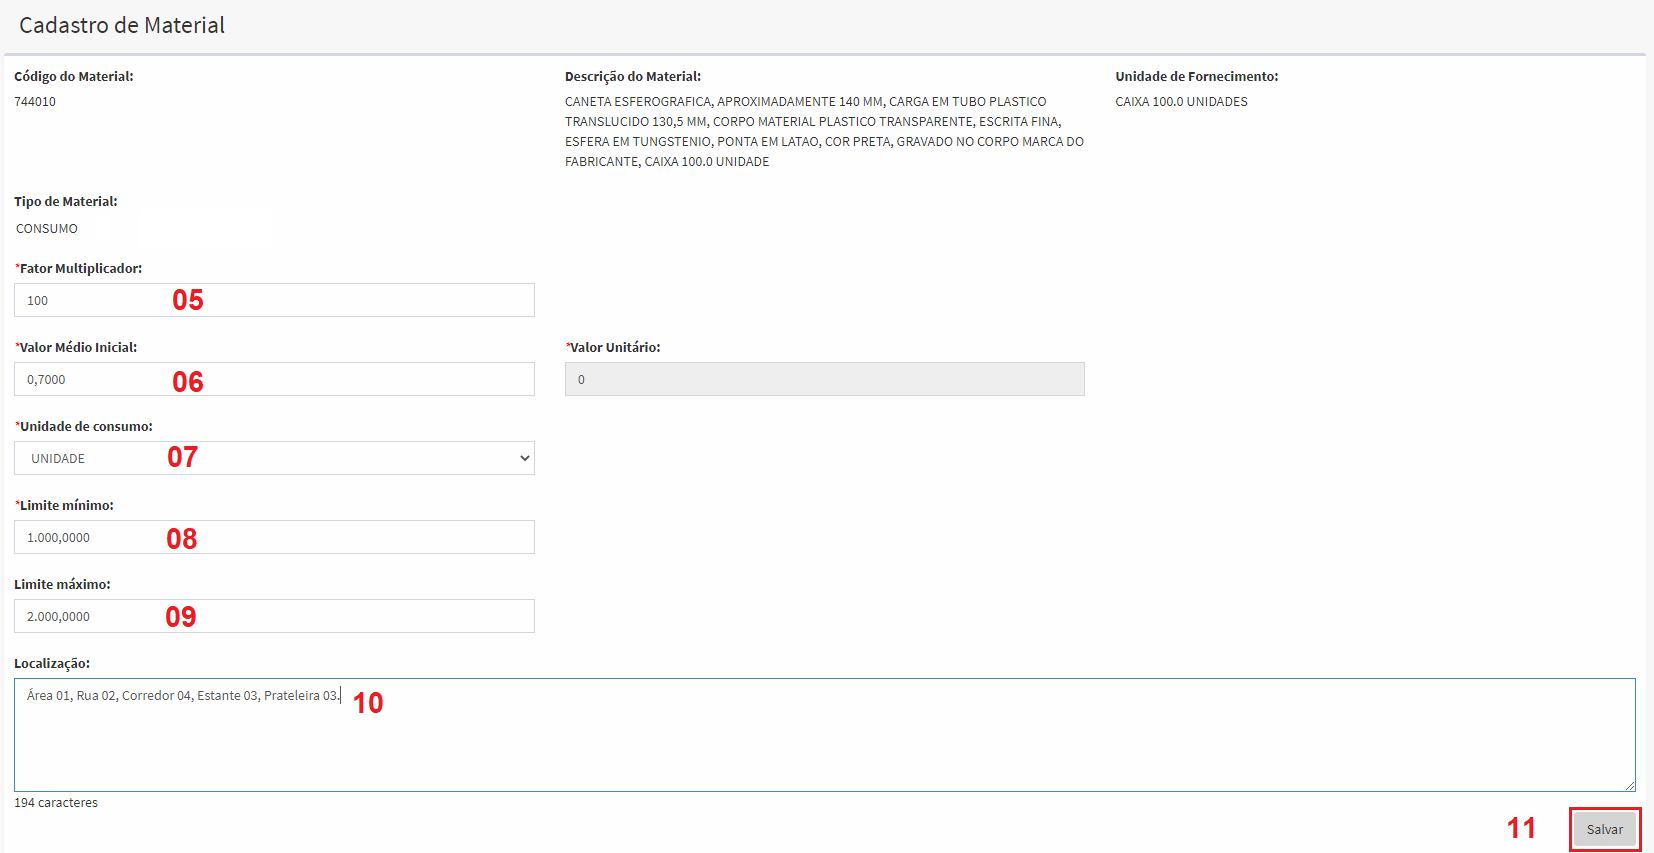 Cadastro de Material
Código do Material:
744010
Descrição do Material:
CANETA ESFEROGRAFICA, APROXIMADAMENTE 140 MM, CARGA EM TUBO PLASTICO
TRANSLUCIDO 130,5 MM, CORPO MATERIAL PLASTICO TRANSPARENTE, ESCRITA FINA,
ESFERA EM TUNGSTENIO, PONTA EM LATAO, COR PRETA, GRAVADO NO CORPO MARCA DO
FABRICANTE, CAIXA 100.0 UNIDADE
Unidade de Fornecimento:
CAIXA 100.0 UNIDADES
Tipo de Material:
CONSUMO
*Fator Multiplicador:
100 05
*Valor Médio Inicial:
0,7000 06
*Valor Unitário:
0
*Unidade de consumo:
UNIDADE 07
*Limite mínimo:
1.000,0000 08
Limite máximo:
2.000,0000 09
Localização:
Área 01, Rua 02, Corredor 04, Estante 03, Prateleira 03. 10
194 caracteres
11 Salvar